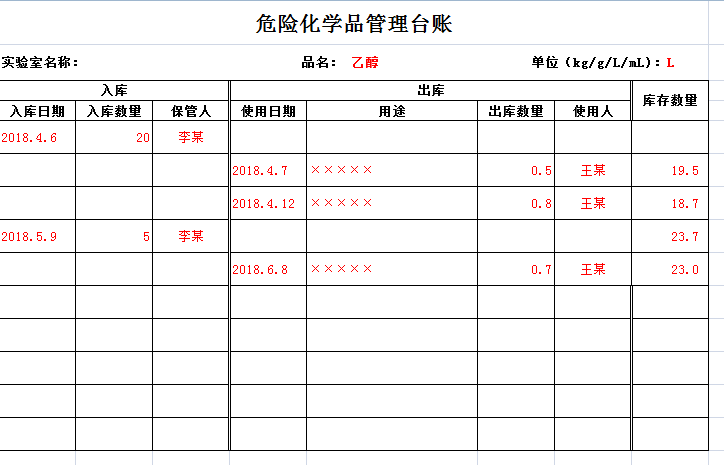 危险化学品管理台账
实验室名称： 品名： 乙醇 单位（kg/g/L/mL）：L
入库 出库 库存数量
入库日期 入库数量 保管人 使用日期 用途 出库数量 使用人
2018.4.6 20 李某
2018.4.7 ××××× 0.5 王某 19.5
2018.4.12 ××××× 0.8 王某 18.7
2018.5.9 5 李某 23.7
2018.6.8 ××××× 0.7 王某 23.0